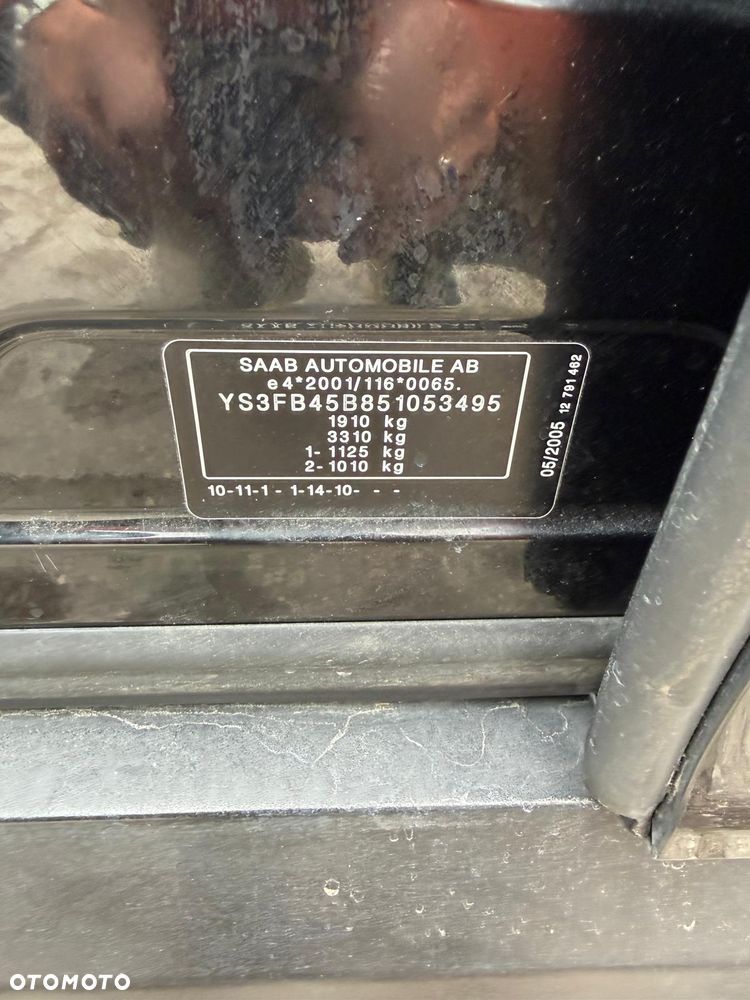 SAAB AUTOMOBILE AB
e4*2001/116*0065.
YS3FB45B851053495
1910 kg
3310 kg
1- 1125 kg
2- 1010 kg
10-11-1 - 1-14-10- - -
05/2005 12 791 462
OTOMOTO